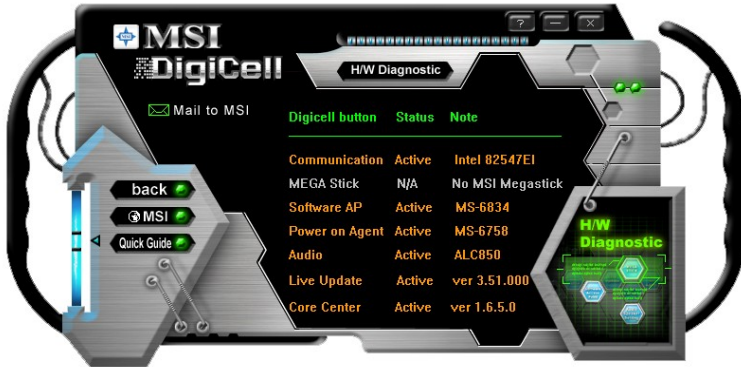 MSI
DigiCell
?
H/W Diagnostic
Mail to MSI
Digicell button Status Note
Communication Active Intel 82547EI
MEGA Stick N/A No MSI Megastick
Software AP Active MS-6834
Power on Agent Active MS-6758
Audio Active ALC850
Live Update Active ver 3.51.000
Core Center Active ver 1.6.5.0
back
MSI
Quick Guide
H/W
Diagnostic